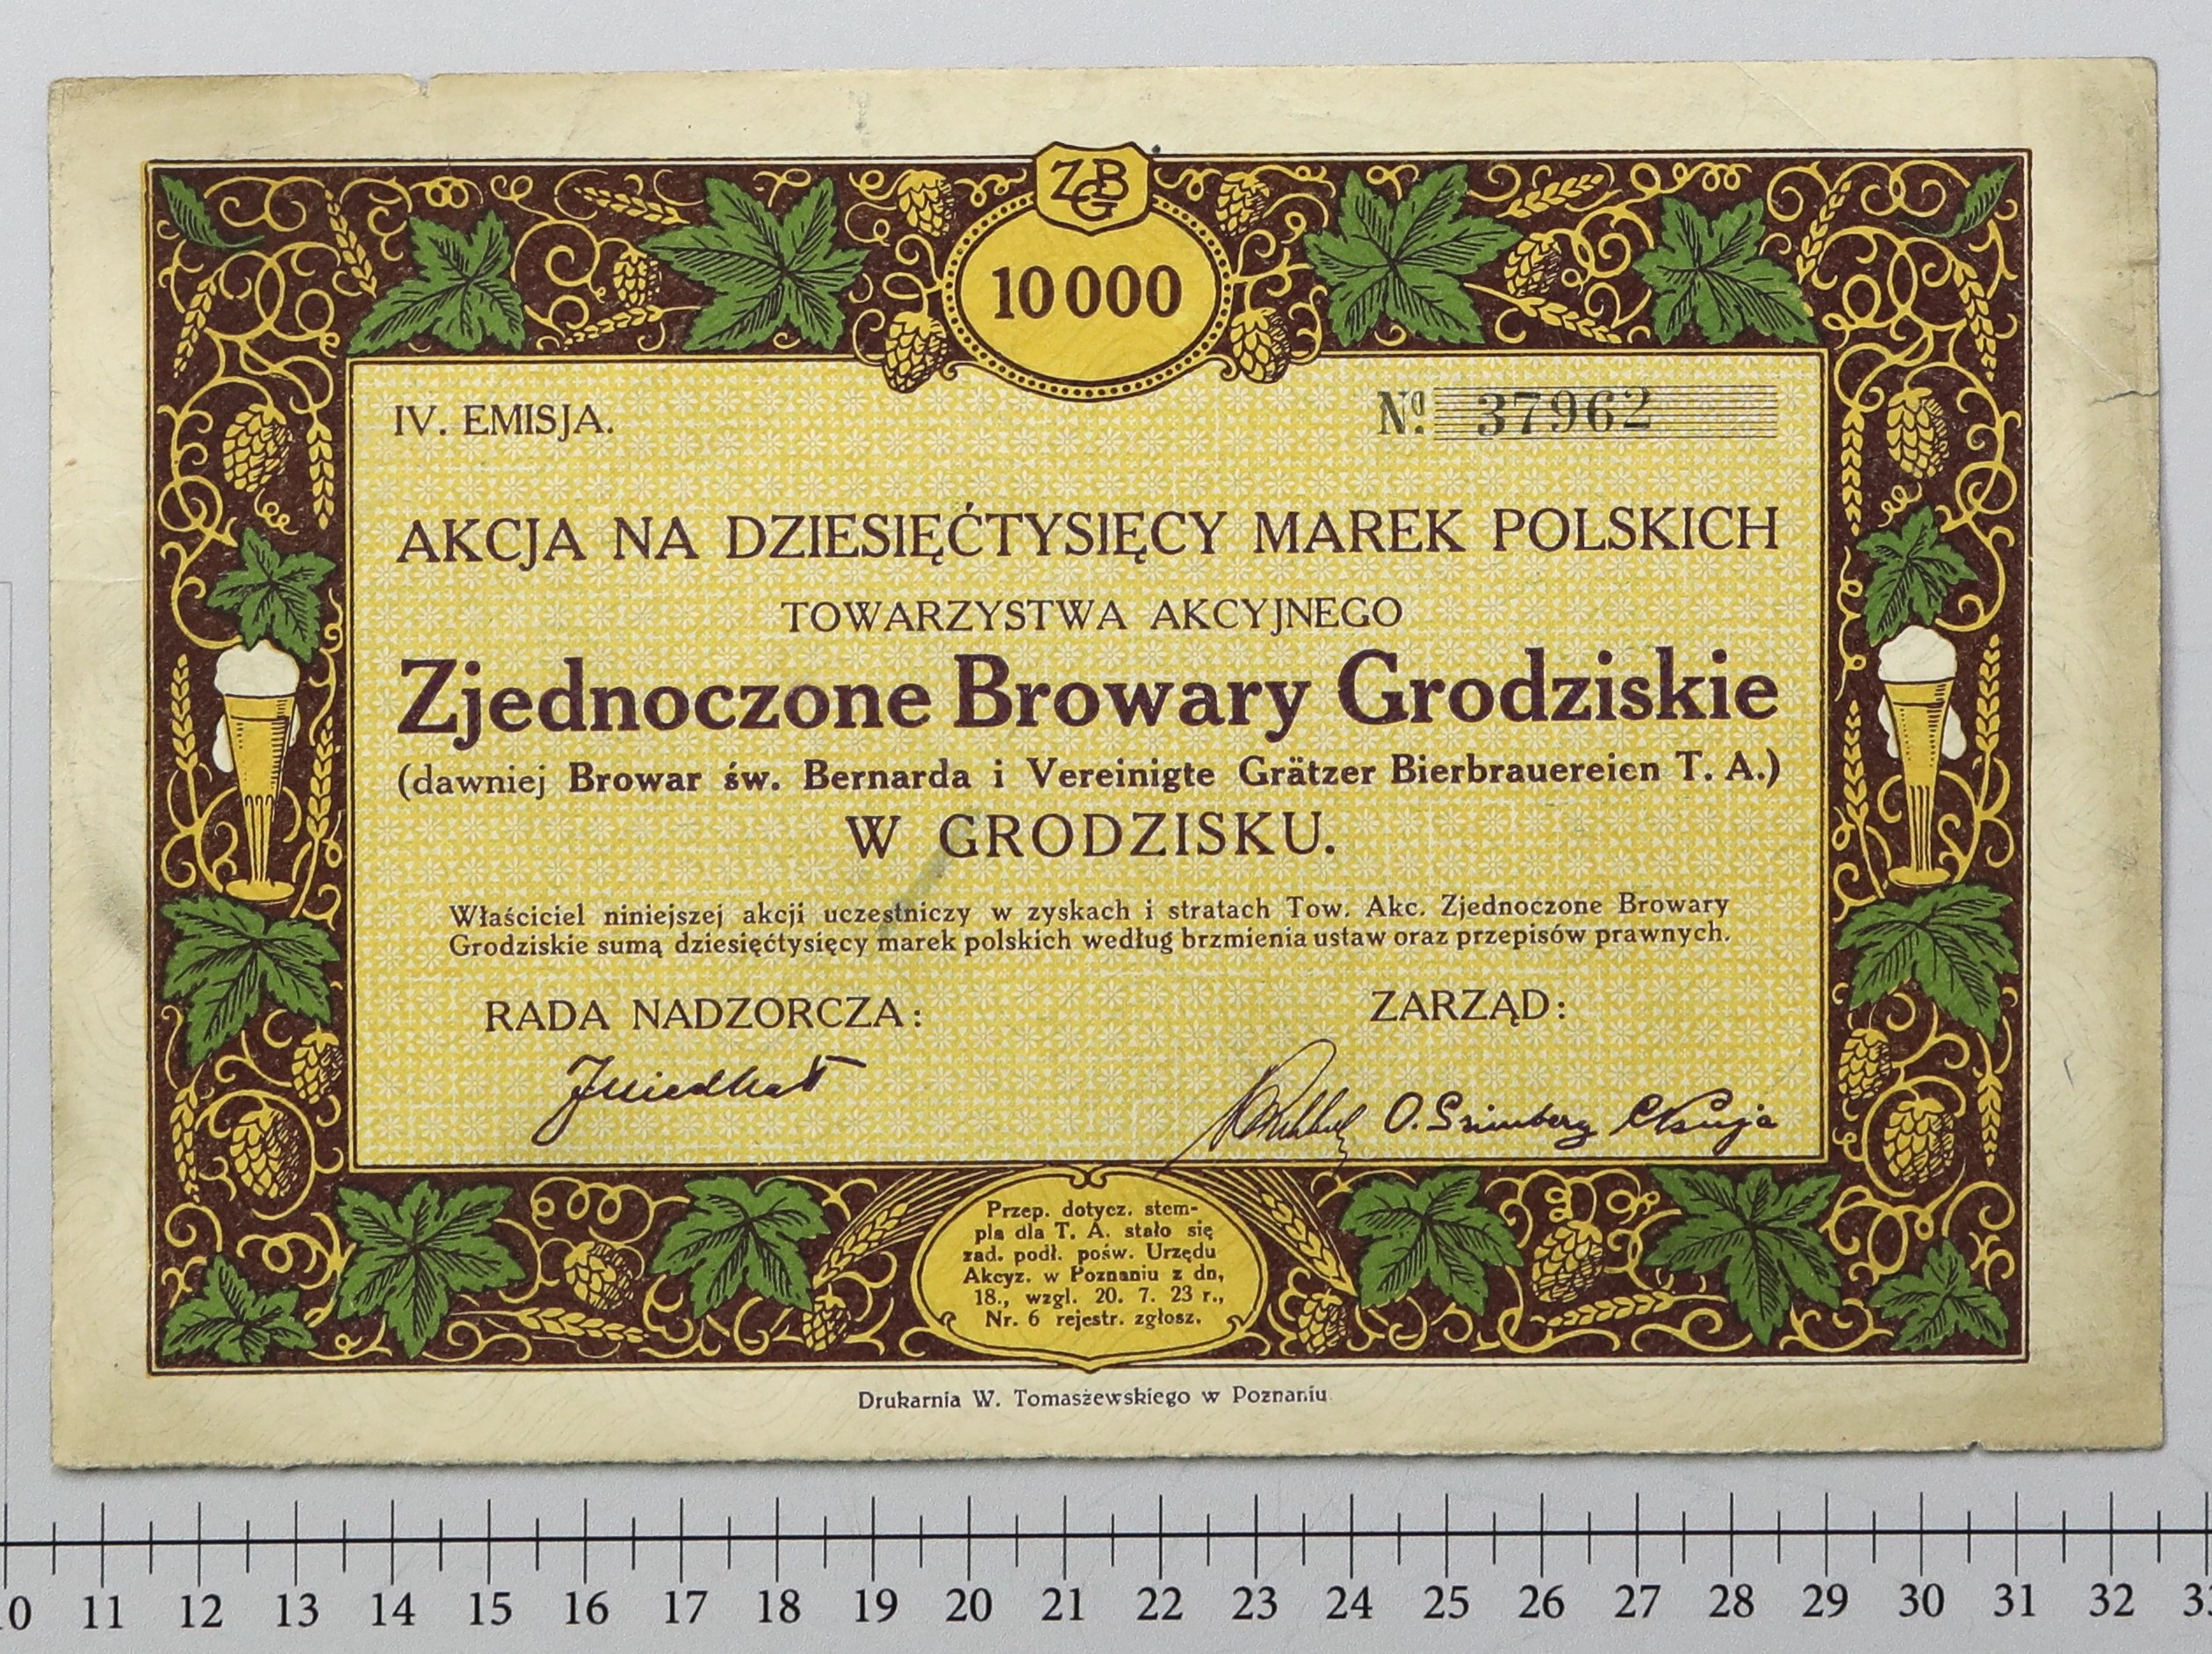 ZGB
10 000
IV. EMISJA.
Nº 37962
AKCJA NA DZIESIĘĆTYSIĘCY MAREK POLSKICH
TOWARZYSTWA AKCYJNEGO
Zjednoczone Browary Grodziskie
(dawniej Browar św. Bernarda i Vereinigte Grätzer Bierbrauereien T. A.)
W GRODZISKU.
Właściciel niniejszej akcji uczestniczy w zyskach i stratach Tow. Akc. Zjednoczone Browary
Grodziskie sumą dziesięćtysięcy marek polskich według brzmienia ustaw oraz przepisów prawnych.
RADA NADZORCZA:
ZARZĄD:
Przep. dotycz. stem-
pla dla T. A. stało się
zad. podł. pośw. Urzędu
Akcyz. w Poznaniu z dn,
18., wzgl. 20. 7. 23 r.,
Nr. 6 rejestr. zgłosz.
Drukarnia W. Tomaszewskiego w Poznaniu
11 12 13 14 15 16 17 18 19 20 21 22 23 24 25 26 27 28 29 30 31 32